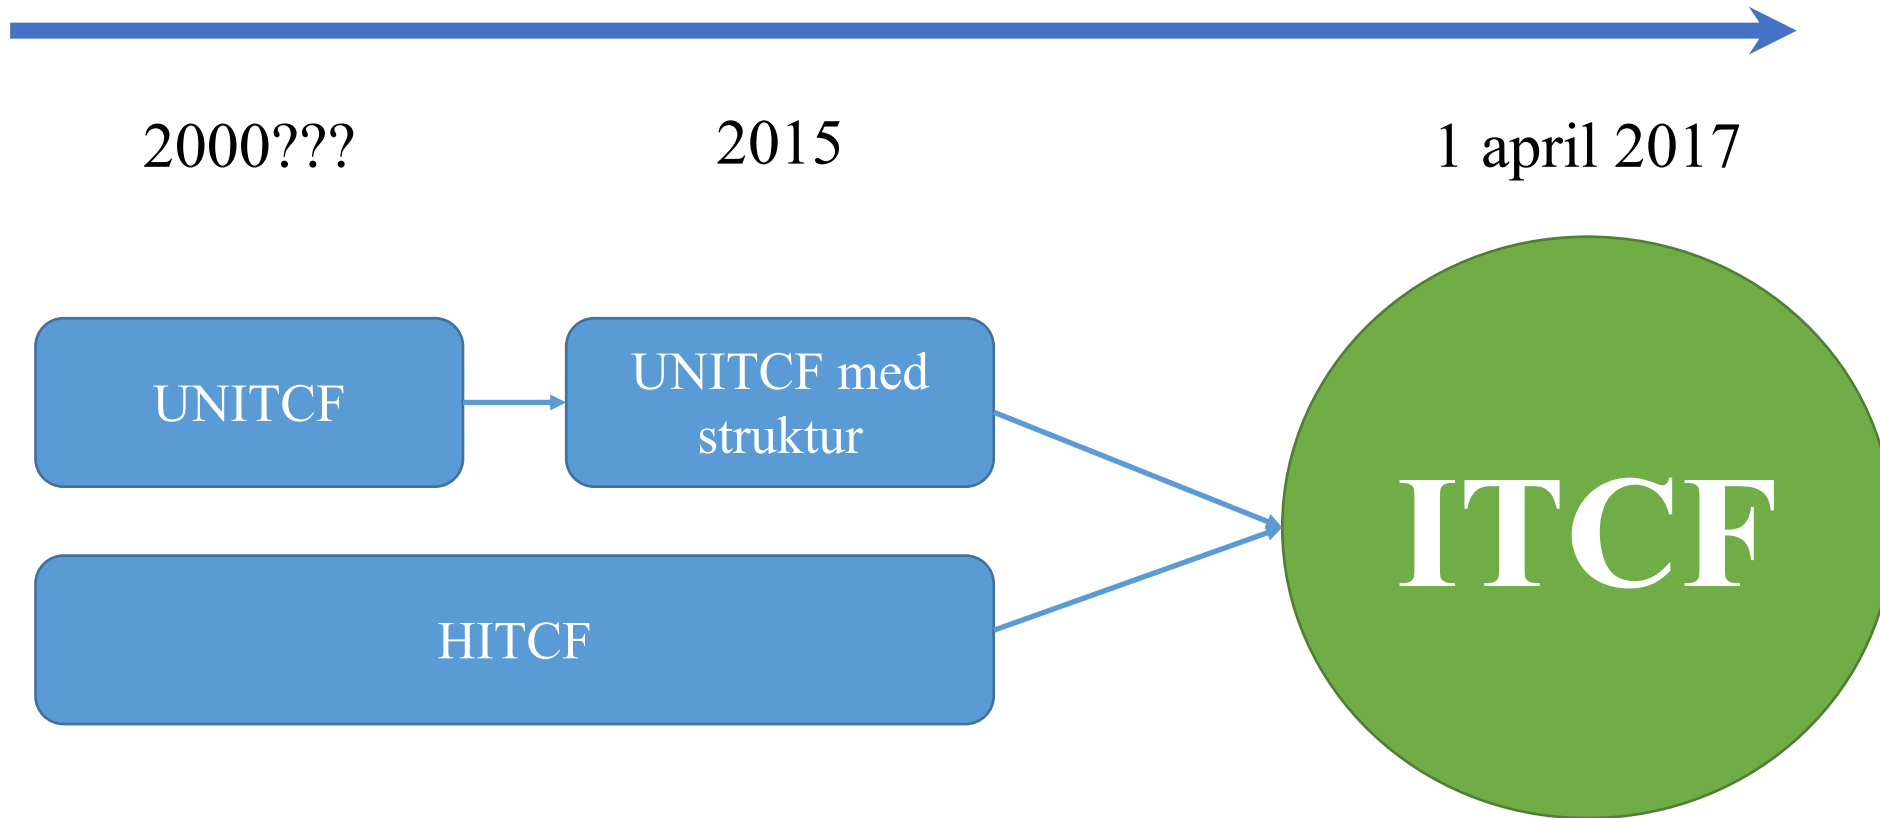 2000???
2015
1 april 2017
UNITCF
UNITCF med
struktur
HITCF
ITCF